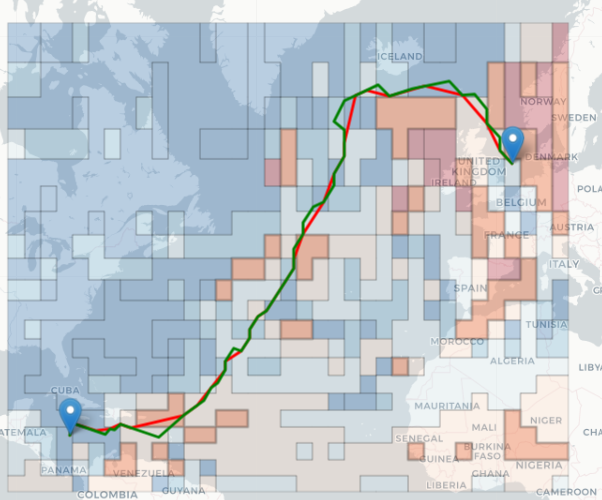 ICELAND
NORWAY
SWEDEN
DENMARK
UNITED
KINGDOM
IRELAND
BELGIUM
POLA
FRANCE
AUSTRIA
ITALY
SPAIN
TUNISIA
MOROCCO
ALGERIA
LIBY
CUBA
ATEMALA
MAURITANIA
NIGER
MALI
CHA
SENEGAL
BURKINA
FASO
GUINEA
GHANA
NIGERIA
PANAMA
VENEZUELA
LIBERIA
GUYANA
COLOMBIA
CAMEROON